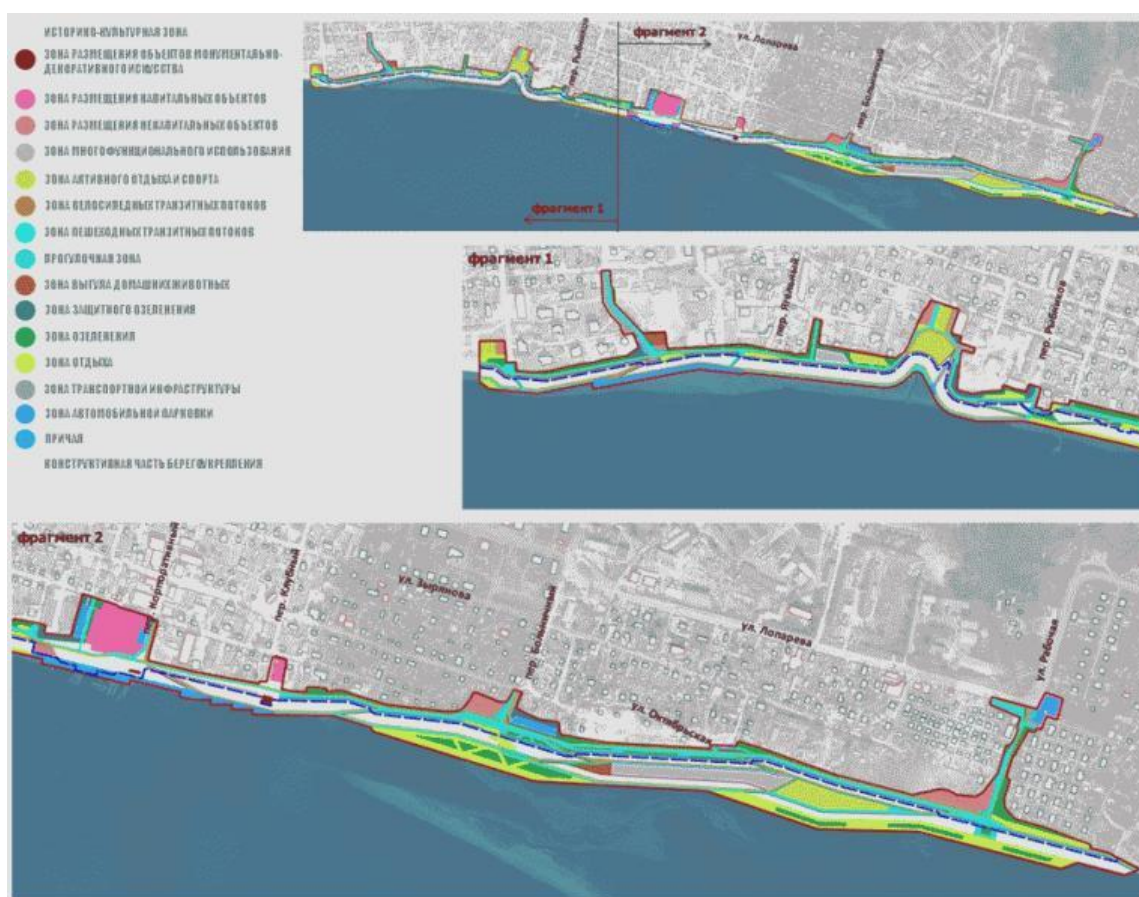 ИСТОРИКО-КУЛЬТУРНАЯ ЗОНА
ЗОНА РАЗМЕЩЕНИЯ ОБЪЕКТОВ МОНУМЕНТАЛЬНО-
ДЕКОРАТИВНОГО ИСКУССТВА
ЗОНА РАЗМЕЩЕНИЯ КАПИТАЛЬНЫХ ОБЪЕКТОВ
ЗОНА РАЗМЕЩЕНИЯ НЕКАПИТАЛЬНЫХ ОБЪЕКТОВ
ЗОНА МНОГОФУНКЦИОНАЛЬНОГО ИСПОЛЬЗОВАНИЯ
ЗОНА АКТИВНОГО ОТДЫХА И СПОРТА
ЗОНА ВЕЛОСИПЕДНЫХ ТРАНЗИТНЫХ ПОТОКОВ
ЗОНА ПЕШЕХОДНЫХ ТРАНЗИТНЫХ ПОТОКОВ
ПРОГУЛОЧНАЯ ЗОНА
ЗОНА ВЫГУЛА ДОМАШНИХ ЖИВОТНЫХ
ЗОНА ЗАЩИТНОГО ОЗЕЛЕНЕНИЯ
ЗОНА ОЗЕЛЕНЕНИЯ
ЗОНА ОТДЫХА
ЗОНА ТРАНСПОРТНОЙ ИНФРАСТРУКТУРЫ
ЗОНА АВТОМОБИЛЬНОЙ ПАРКОВКИ
ПРИЧАЛ
КОНСТРУКТИВНАЯ ЧАСТЬ БЕРЕГОУКРЕПЛЕНИЯ
пер. Рыбников
фрагмент 2
ул. Лопарева
пер. Больничный
фрагмент 1
фрагмент 1
пер. Ягельный
пер. Рыбников
фрагмент 2
пер. Корпоративный
пер. Клубный
ул. Зырянова
пер. Больничный
ул. Октябрьская
ул. Лопарева
ул. Рабочая